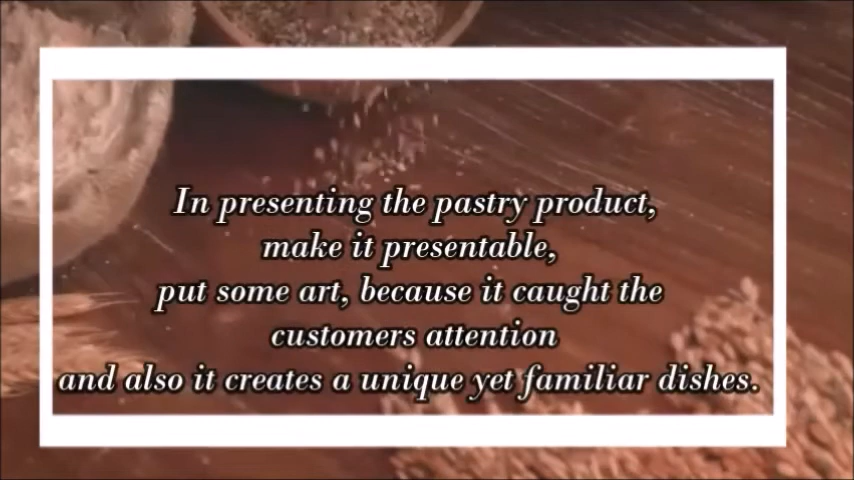 In presenting the pastry product,
make it presentable,
put some art, because it caught the
customers attention
and also it creates a unique yet familiar dishes.